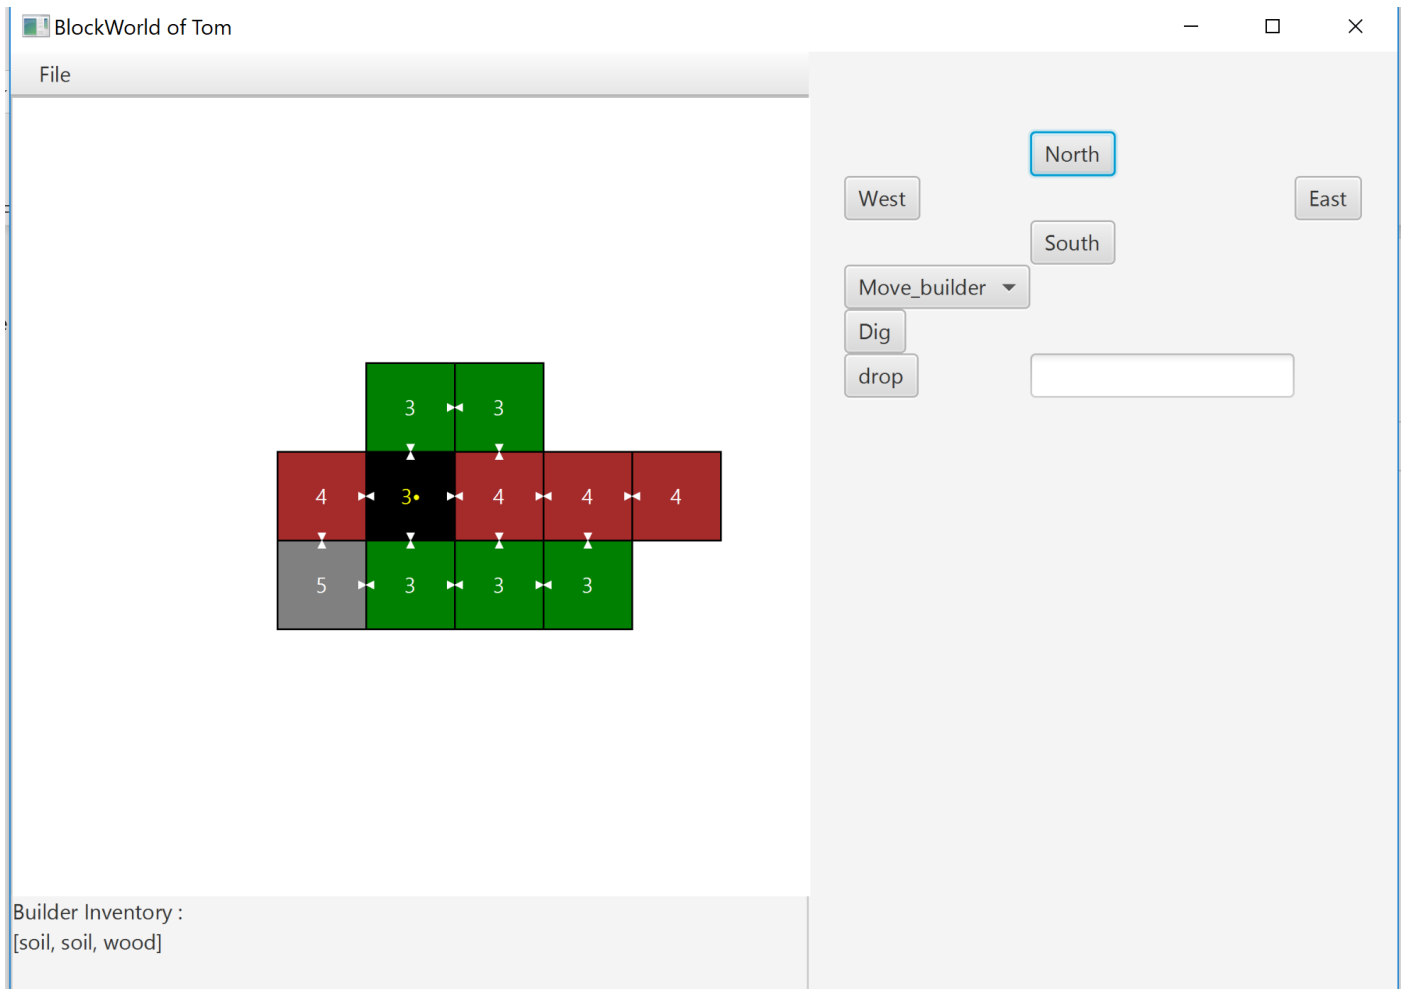 BlockWorld of Tom
File
North
West East
South
Move_builder
Dig
drop
3 3
4 3 4 4 4
5 3 3 3
Builder Inventory :
[soil, soil, wood]